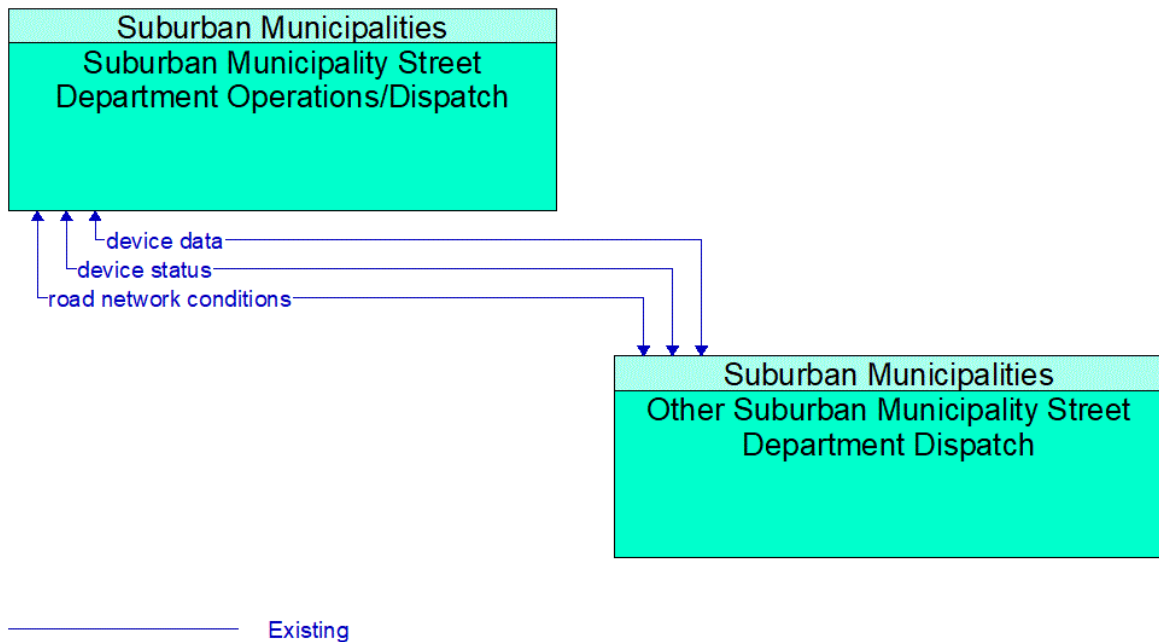 Suburban Municipalities
Suburban Municipality Street
Department Operations/Dispatch
device data
device status
road network conditions
Suburban Municipalities
Other Suburban Municipality Street
Department Dispatch
Existing